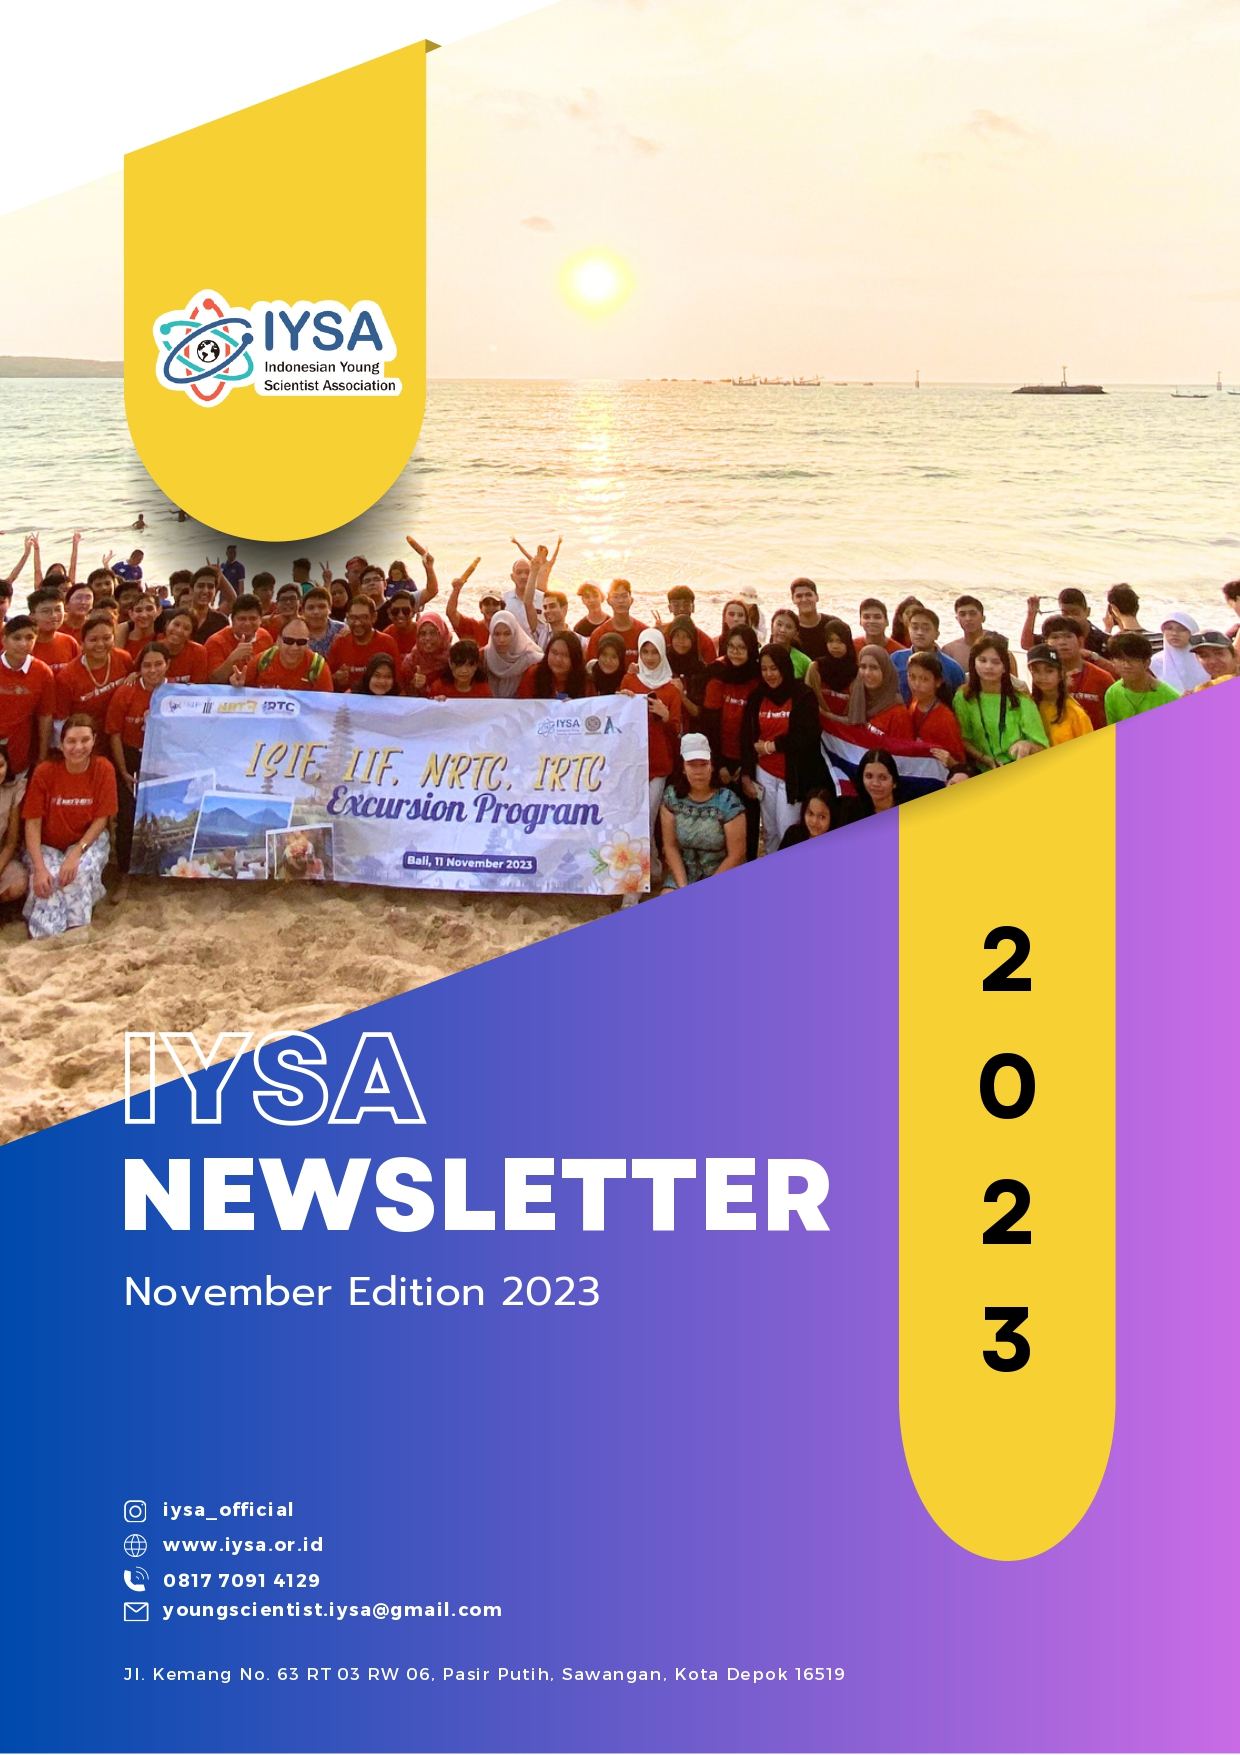 IYSA
Indonesian Young
Scientist Association
NRTC IRTC
IYSA
ISIF, IIF, NRTC, IRTC
Excursion Program
Bali, 11 November 2023
2
0
2
3
IYSA
NEWSLETTER
November Edition 2023
iysa_official
www.iysa.or.id
0817 7091 4129
youngscientist.iysa@gmail.com
Jl. Kemang No. 63 RT 03 RW 06, Pasir Putih, Sawangan, Kota Depok 16519